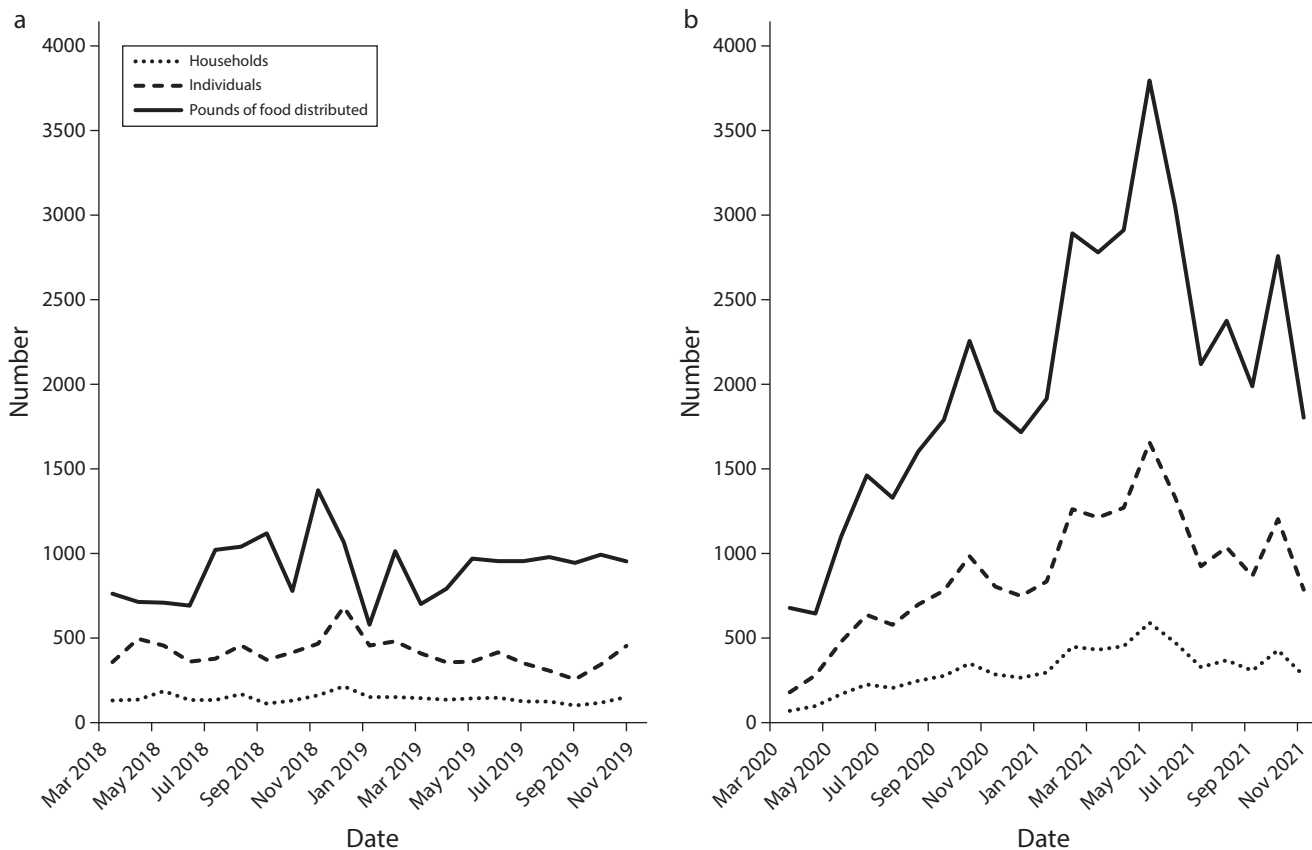 a
4000
3500
3000
2500
2000
1500
1000
500
0
Number
Households
Individuals
Pounds of food distributed
Mar 2018
May 2018
Jul 2018
Sep 2018
Nov 2018
Jan 2019
Mar 2019
May 2019
Jul 2019
Sep 2019
Nov 2019
Date
b
4000
3500
3000
2500
2000
1500
1000
500
0
Number
Mar 2020
May 2020
Jul 2020
Sep 2020
Nov 2020
Jan 2021
Mar 2021
May 2021
Jul 2021
Sep 2021
Nov 2021
Date